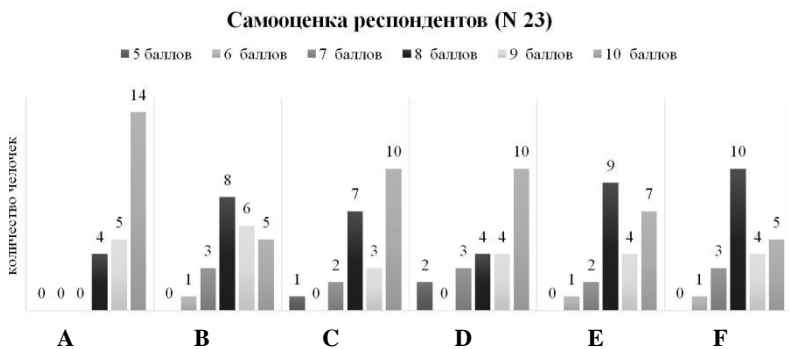 Самооценка респондентов (N 23)
5 баллов 6 баллов 7 баллов 8 баллов 9 баллов 10 баллов
количество человек
0 0 0 4 5 14
0 1 3 8 6 5
1 0 2 7 3 10
2 0 3 4 4 10
0 1 2 9 4 7
0 1 3 10 4 5
A B C D E F